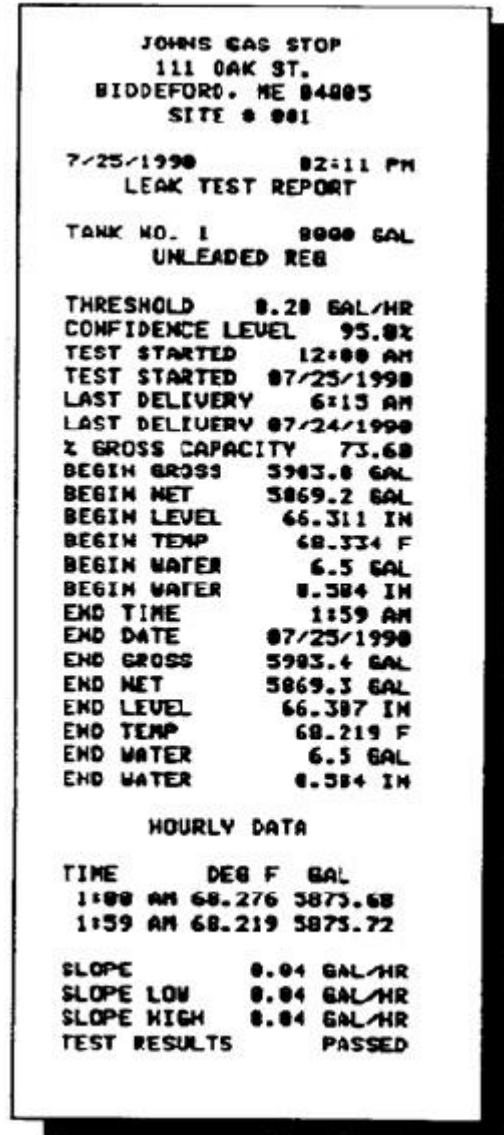 JOHNS GAS STOP
111 OAK ST.
BIDDEFORD, ME 04005
SITE # 001
7/25/1990 02:11 PM
LEAK TEST REPORT
TANK NO. 1 8000 GAL
UNLEADED REG
THRESHOLD 0.20 GAL/HR
CONFIDENCE LEVEL 95.0%
TEST STARTED 12:00 AM
TEST STARTED 07/25/1990
LAST DELIVERY 6:15 AM
LAST DELIVERY 07/24/1990
% GROSS CAPACITY 73.60
BEGIN GROSS 5903.8 GAL
BEGIN NET 5869.2 GAL
BEGIN LEVEL 66.311 IN
BEGIN TEMP 68.334 F
BEGIN WATER 6.5 GAL
BEGIN WATER 0.504 IN
END TIME 1:59 AM
END DATE 07/25/1990
END GROSS 5903.4 GAL
END NET 5869.3 GAL
END LEVEL 66.307 IN
END TEMP 68.219 F
END WATER 6.5 GAL
END WATER 0.504 IN
HOURLY DATA
TIME DEG F GAL
1:00 AM 68.276 5875.68
1:59 AM 68.219 5875.72
SLOPE 0.04 GAL/HR
SLOPE LOW 0.04 GAL/HR
SLOPE HIGH 0.04 GAL/HR
TEST RESULTS PASSED